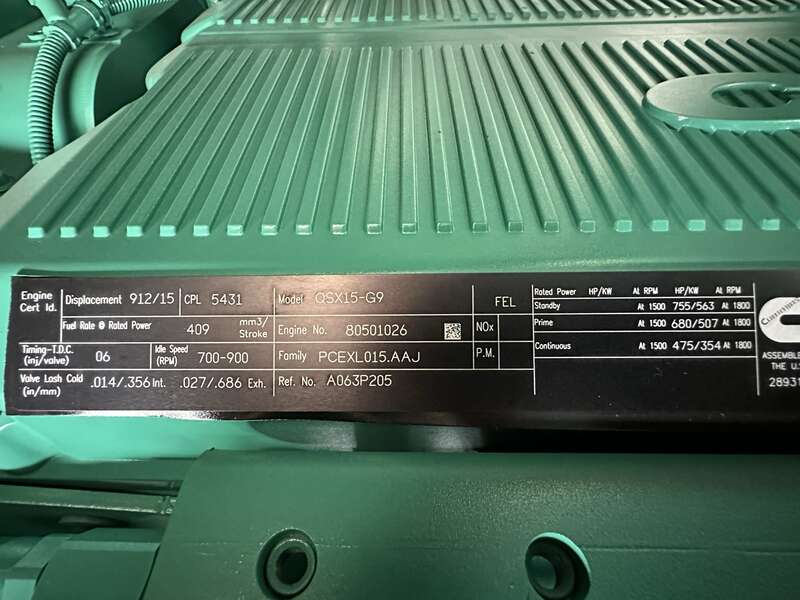 Engine Cert Id.
Displacement 912/15 CPL 5431
Model QSX15-G9
FEL
Fuel Rate @ Rated Power 409 mm3/Stroke
Engine No. 80501026
NOx
Timing-T.D.C. (inj/valve) 06
Idle Speed (RPM) 700-900
Family PCEXL015.AAJ
P.M.
Valve Lash Cold (in/mm) .014/.356 Int. .027/.686 Exh.
Ref. No. A063P205
Rated Power HP/KW At RPM HP/KW At RPM
Standby At 1500 755/563 At 1800
Prime At 1500 680/507 At 1800
Continuous At 1500 475/354 At 1800
Cummins
ASSEMBLE
THE U.S
28931